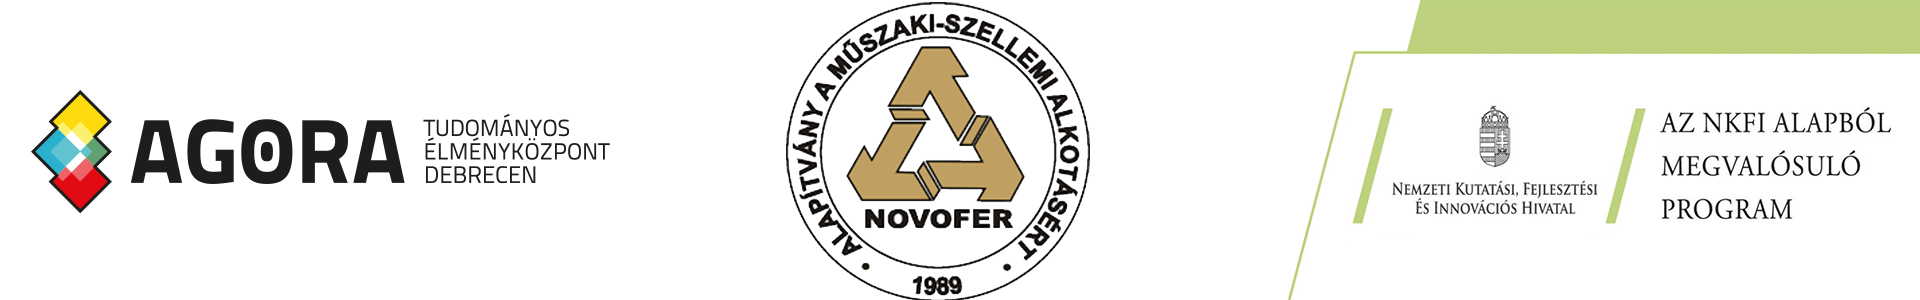 AGORA
TUDOMÁNYOS
ÉLMÉNYKÖZPONT
DEBRECEN
ALAPÍTVÁNY A MŰSZAKI-SZELLEMI ALKOTÁSÉRT
NOVOFER
1989
NEMZETI KUTATÁSI, FEJLESZTÉSI
ÉS INNOVÁCIÓS HIVATAL
AZ NKFI ALAPBÓL
MEGVALÓSULÓ
PROGRAM